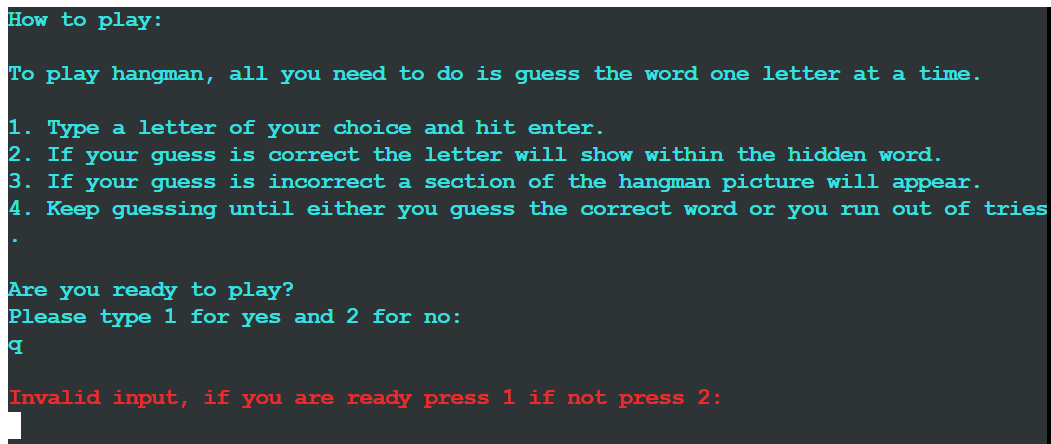 How to play:
To play hangman, all you need to do is guess the word one letter at a time.
1. Type a letter of your choice and hit enter.
2. If your guess is correct the letter will show within the hidden word.
3. If your guess is incorrect a section of the hangman picture will appear.
4. Keep guessing until either you guess the correct word or you run out of tries
.
Are you ready to play?
Please type 1 for yes and 2 for no:
q
Invalid input, if you are ready press 1 if not press 2: